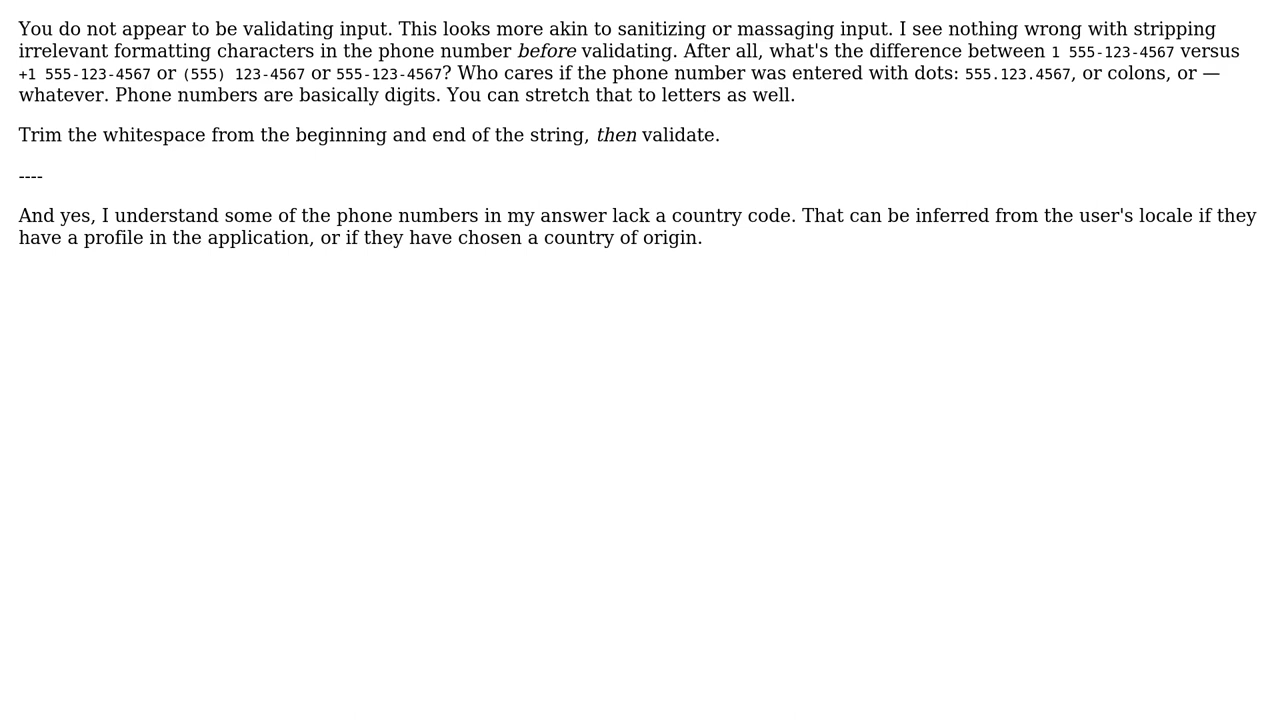 You do not appear to be validating input. This looks more akin to sanitizing or massaging input. I see nothing wrong with stripping
irrelevant formatting characters in the phone number before validating. After all, what's the difference between 1 555-123-4567 versus
+1 555-123-4567 or (555) 123-4567 or 555-123-4567? Who cares if the phone number was entered with dots: 555.123.4567, or colons, or —
whatever. Phone numbers are basically digits. You can stretch that to letters as well.
Trim the whitespace from the beginning and end of the string, then validate.
----
And yes, I understand some of the phone numbers in my answer lack a country code. That can be inferred from the user's locale if they
have a profile in the application, or if they have chosen a country of origin.